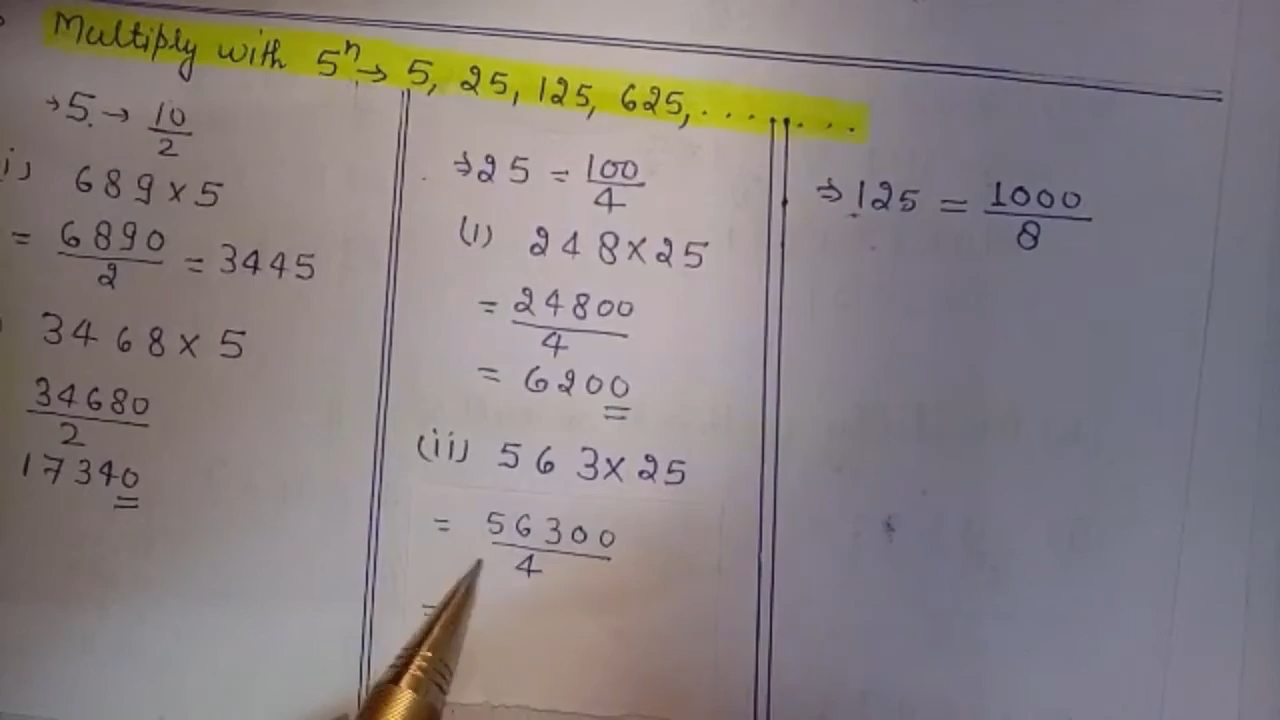 Multiply with 5ⁿ → 5, 25, 125, 625, ........
→ 5. → 10/2
i) 689 × 5
= 6890/2 = 3445
) 3468 × 5
34680/2
17340
⇒ 25 = 100/4
(i) 248 × 25
= 24800/4
= 6200
(ii) 563 × 25
= 56300/4
=
⇒ 125 = 1000/8